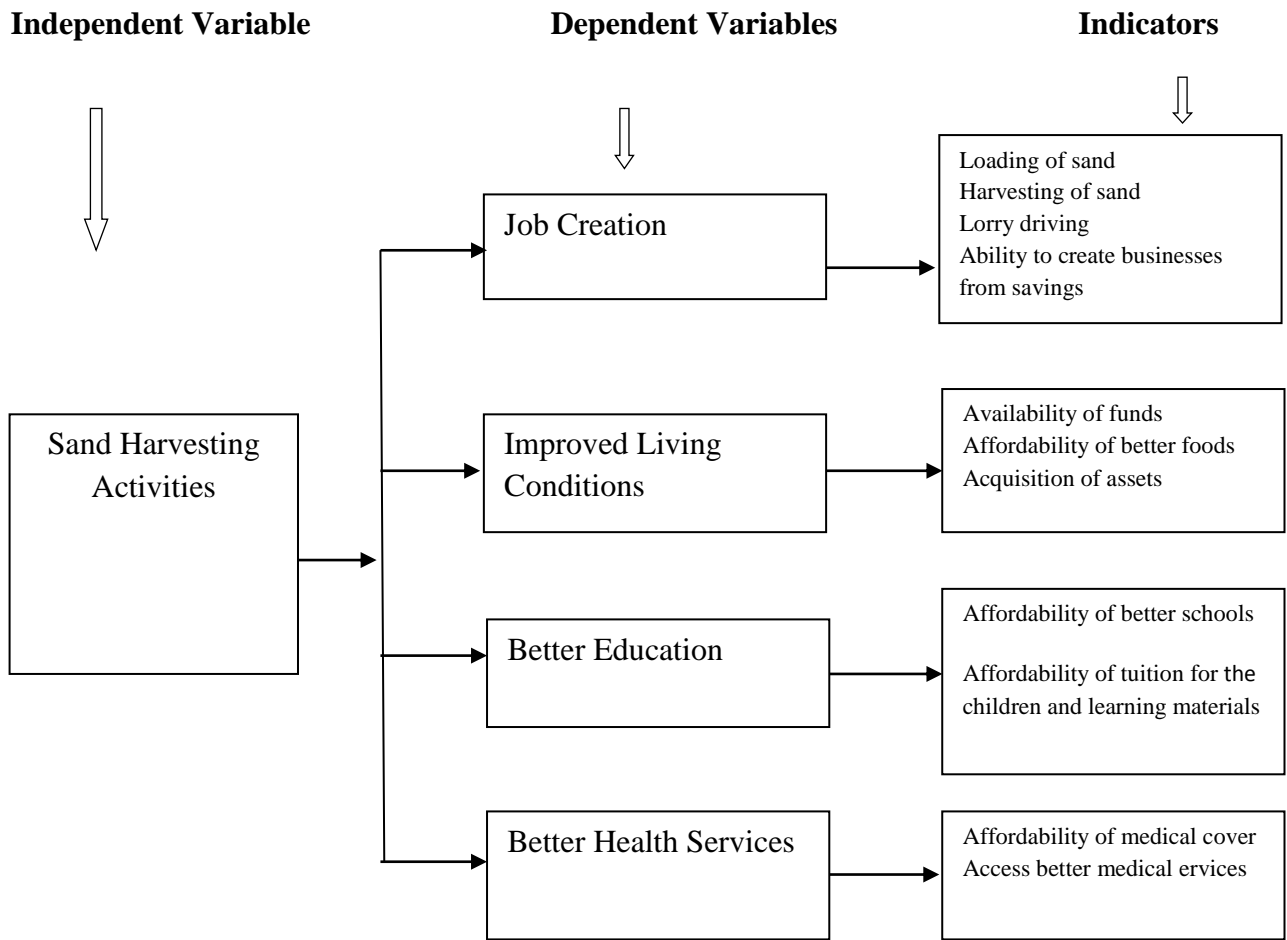 Independent Variable
Dependent Variables
Indicators
Loading of sand
Harvesting of sand
Lorry driving
Ability to create businesses
from savings
Job Creation
Sand Harvesting
Activities
Improved Living
Conditions
Availability of funds
Affordability of better foods
Acquisition of assets
Better Education
Affordability of better schools
Affordability of tuition for the
children and learning materials
Better Health Services
Affordability of medical cover
Access better medical ervices